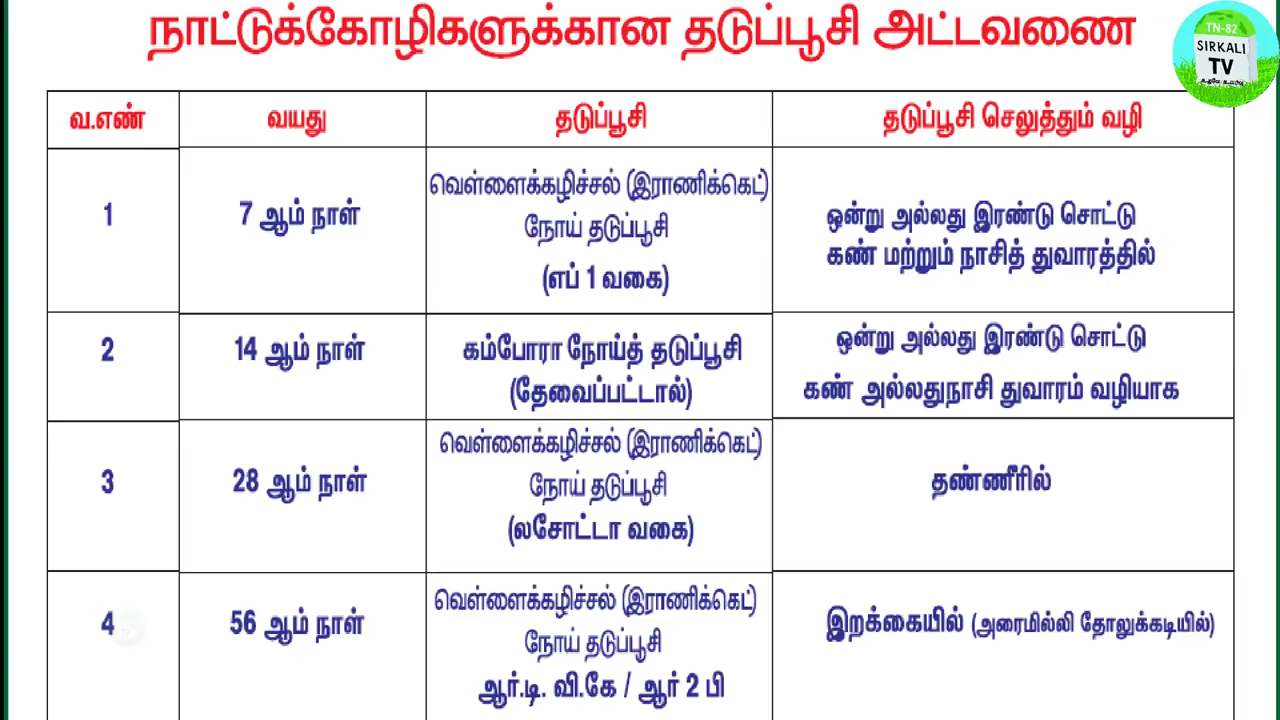 நாட்டுக்கோழிகளுக்கான தடுப்பூசி அட்டவணை
TN-82
SIRKALI
TV
வ.எண்
வயது
தடுப்பூசி
தடுப்பூசி செலுத்தும் வழி
1
7 ஆம் நாள்
வெள்ளைக்கழிச்சல் (இராணிக்கெட்)
நோய் தடுப்பூசி
(எப் 1 வகை)
ஒன்று அல்லது இரண்டு சொட்டு
கண் மற்றும் நாசித் துவாரத்தில்
2
14 ஆம் நாள்
கம்போரா நோய்த் தடுப்பூசி
(தேவைப்பட்டால்)
ஒன்று அல்லது இரண்டு சொட்டு
கண் அல்லதுநாசி துவாரம் வழியாக
3
28 ஆம் நாள்
வெள்ளைக்கழிச்சல் (இராணிக்கெட்)
நோய் தடுப்பூசி
(லசோட்டா வகை)
தண்ணீரில்
4
56 ஆம் நாள்
வெள்ளைக்கழிச்சல் (இராணிக்கெட்)
நோய் தடுப்பூசி
ஆர்.டி. வி.கே / ஆர் 2 பி
இறக்கையில் (அரைமில்லி தோலுக்கடியில்)